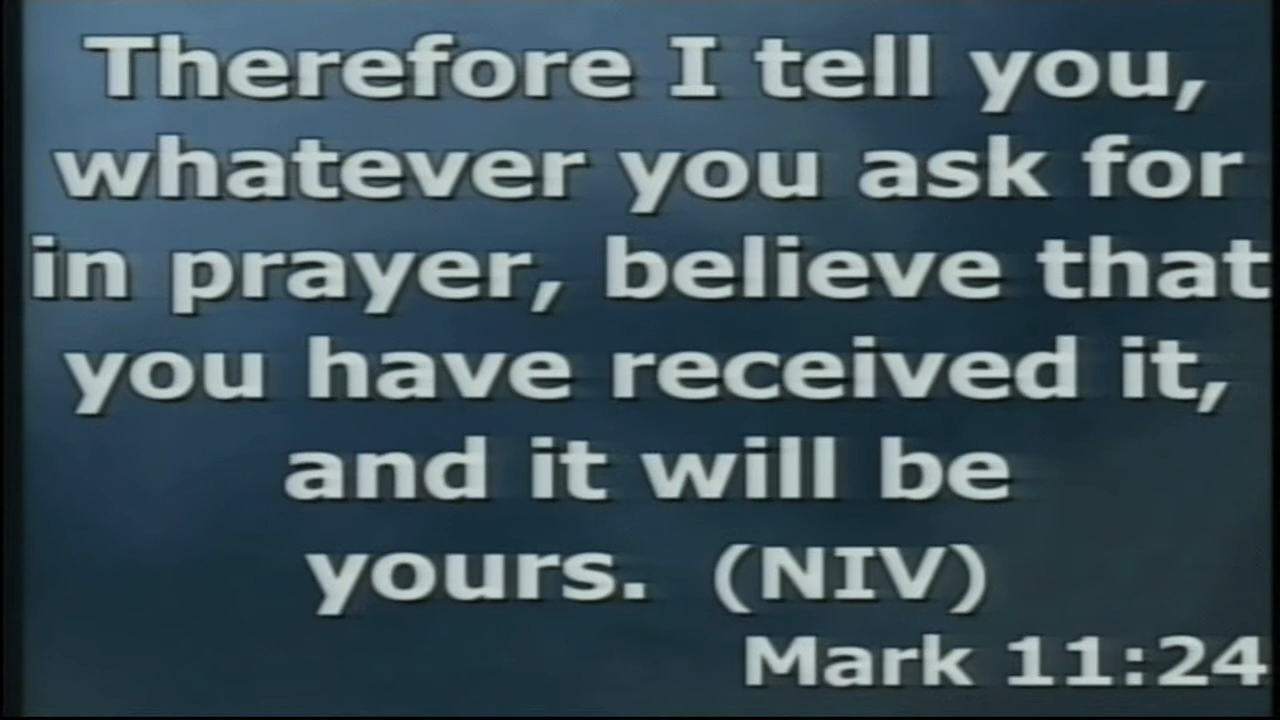 Therefore I tell you,
whatever you ask for
in prayer, believe that
you have received it,
and it will be
yours. (NIV)
Mark 11:24